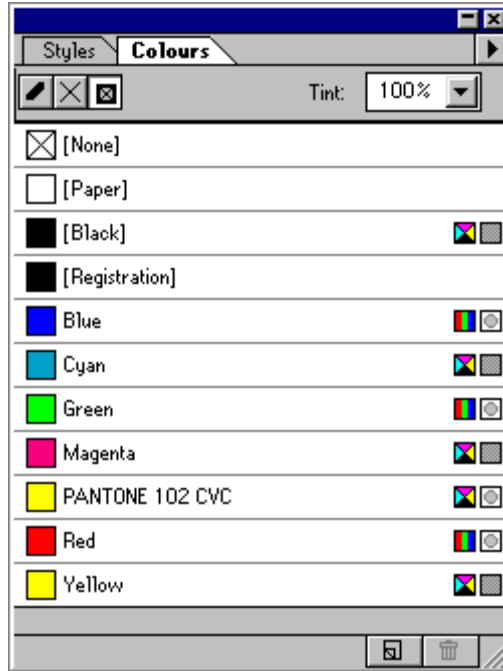 Styles Colours
Tint: 100%
[None]
[Paper]
[Black]
[Registration]
Blue
Cyan
Green
Magenta
PANTONE 102 CVC
Red
Yellow